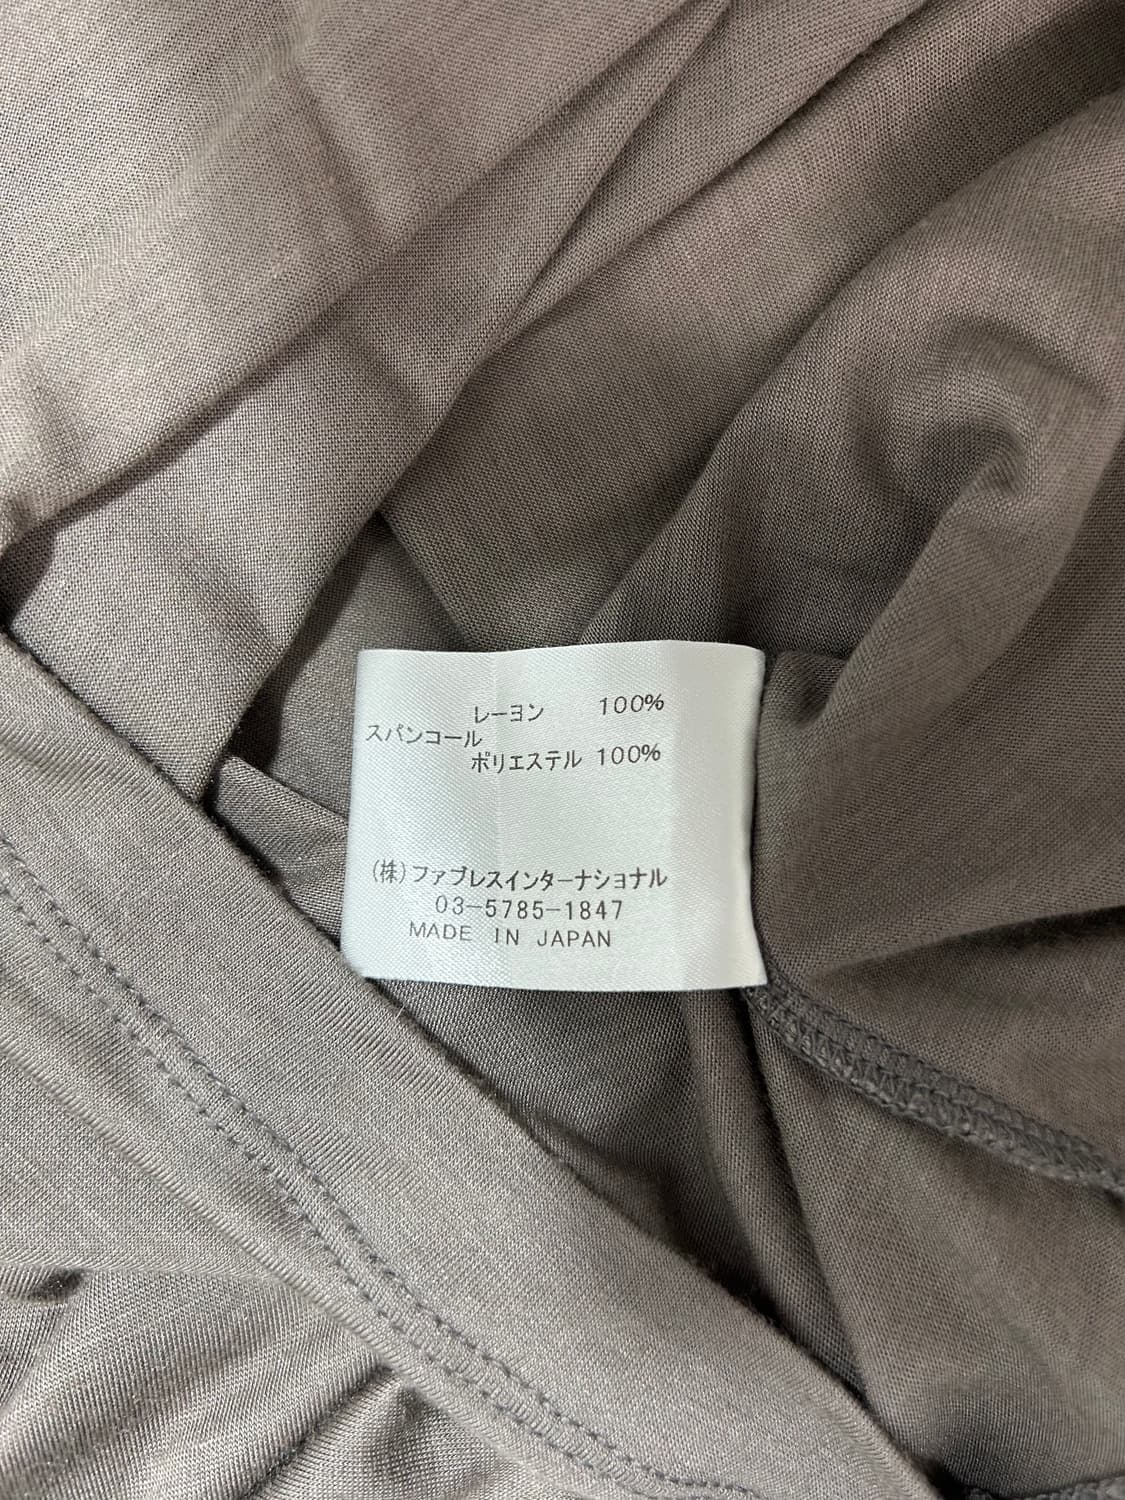 レーヨン 100%
スパンコール
ポリエステル 100%
(株)ファブレスインターナショナル
03-5785-1847
MADE IN JAPAN